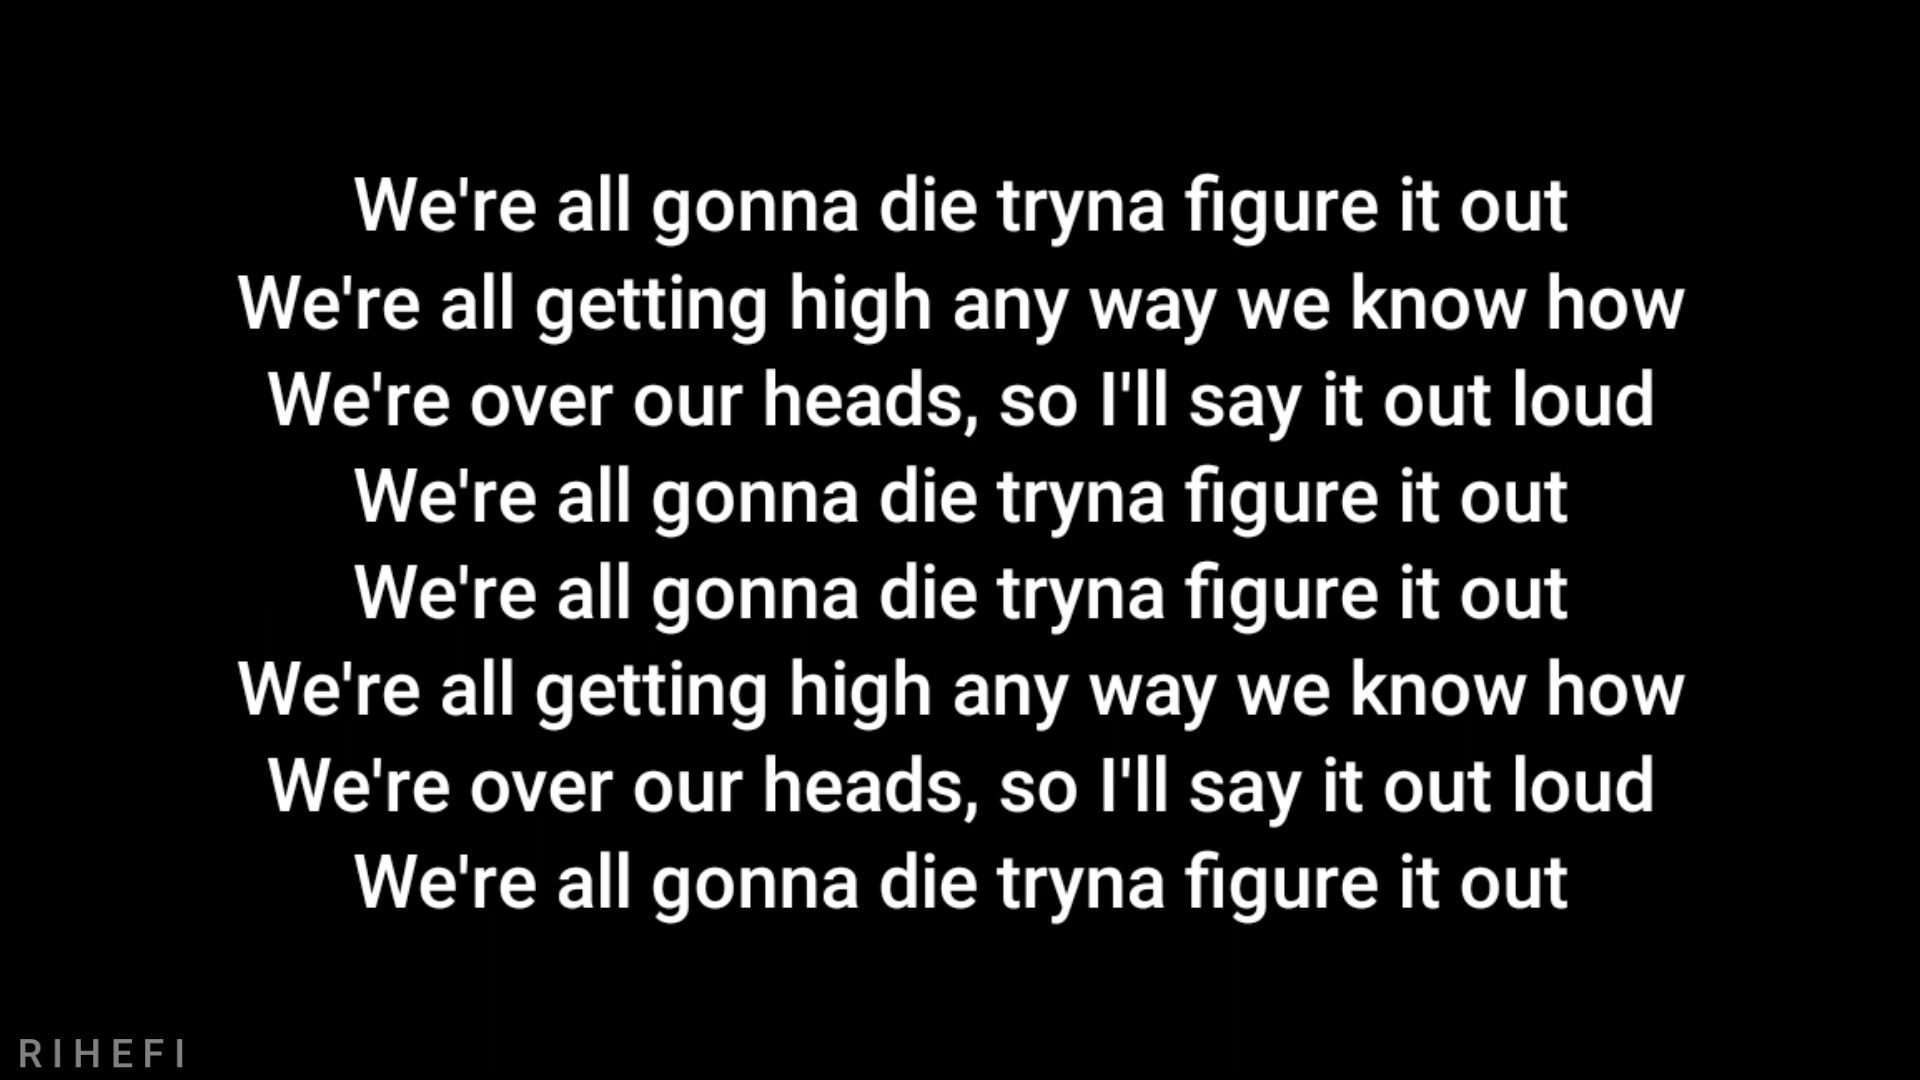 We're all gonna die tryna figure it out
We're all getting high any way we know how
We're over our heads, so I'll say it out loud
We're all gonna die tryna figure it out
We're all gonna die tryna figure it out
We're all getting high any way we know how
We're over our heads, so I'll say it out loud
We're all gonna die tryna figure it out
RIHEFI